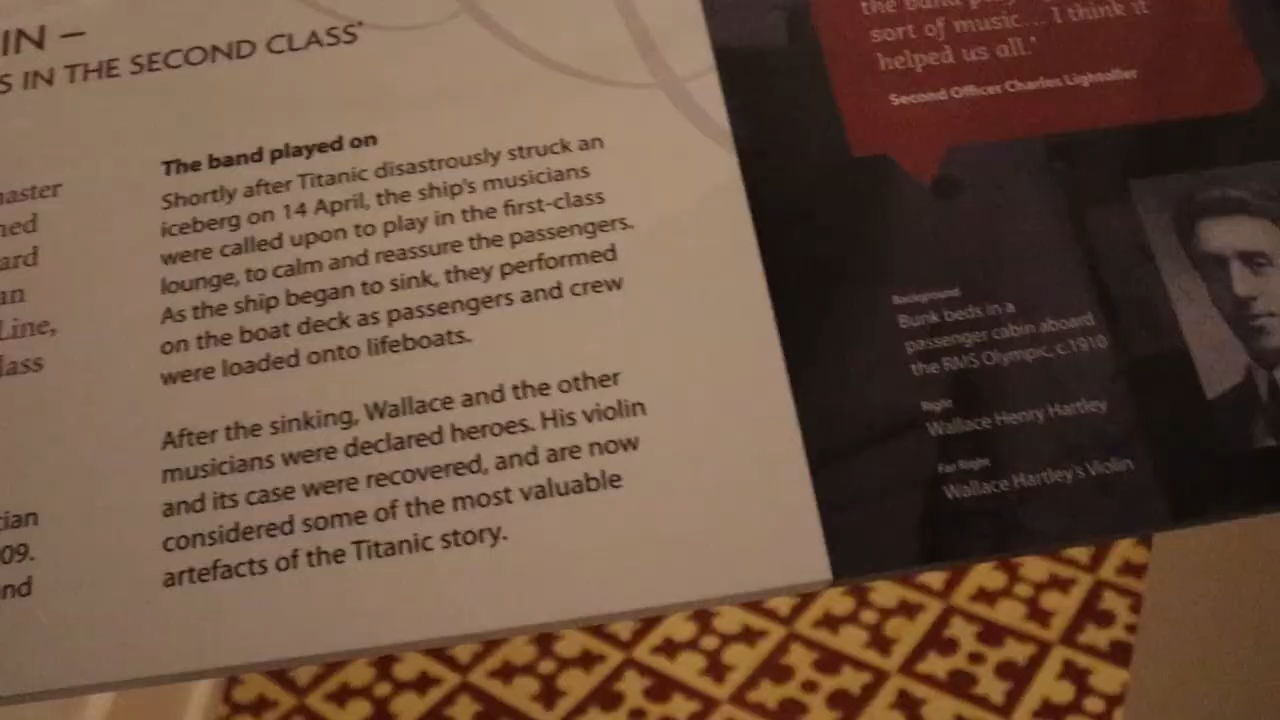 IN –
S IN THE SECOND CLASS*
aster
ned
ard
an
Line,
lass
cian
09.
nd
The band played on
Shortly after Titanic disastrously struck an
iceberg on 14 April, the ship's musicians
were called upon to play in the first-class
lounge, to calm and reassure the passengers.
As the ship began to sink, they performed
on the boat deck as passengers and crew
were loaded onto lifeboats.
After the sinking, Wallace and the other
musicians were declared heroes. His violin
and its case were recovered, and are now
considered some of the most valuable
artefacts of the Titanic story.
the band
sort of music.... I think it
helped us all.'
Second Officer Charles Lightoller
Background
Bunk beds in a
passenger cabin aboard
the RMS Olympic, c.1910
Right
Wallace Henry Hartley
Far Right
Wallace Hartley's Violin